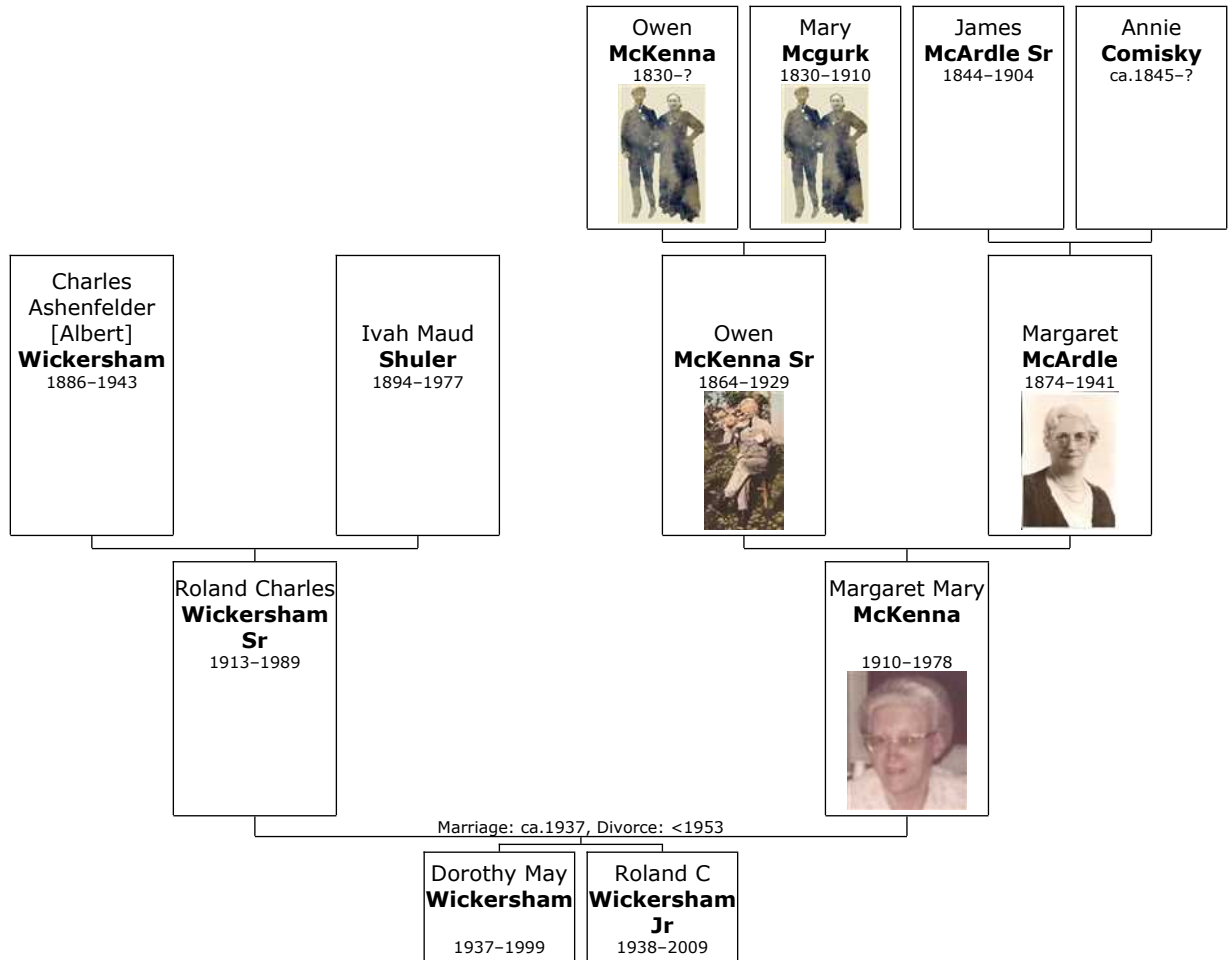 Owen
McKenna
1830–?
Mary
Mcgurk
1830–1910
James
McArdle Sr
1844–1904
Annie
Comisky
ca.1845–?
Charles
Ashenfelder
[Albert]
Wickersham
1886–1943
Ivah Maud
Shuler
1894–1977
Owen
McKenna Sr
1864–1929
Margaret
McArdle
1874–1941
Roland Charles
Wickersham
Sr
1913–1989
Margaret Mary
McKenna
1910–1978
Marriage: ca.1937, Divorce: <1953
Dorothy May
Wickersham
1937–1999
Roland C
Wickersham
Jr
1938–2009